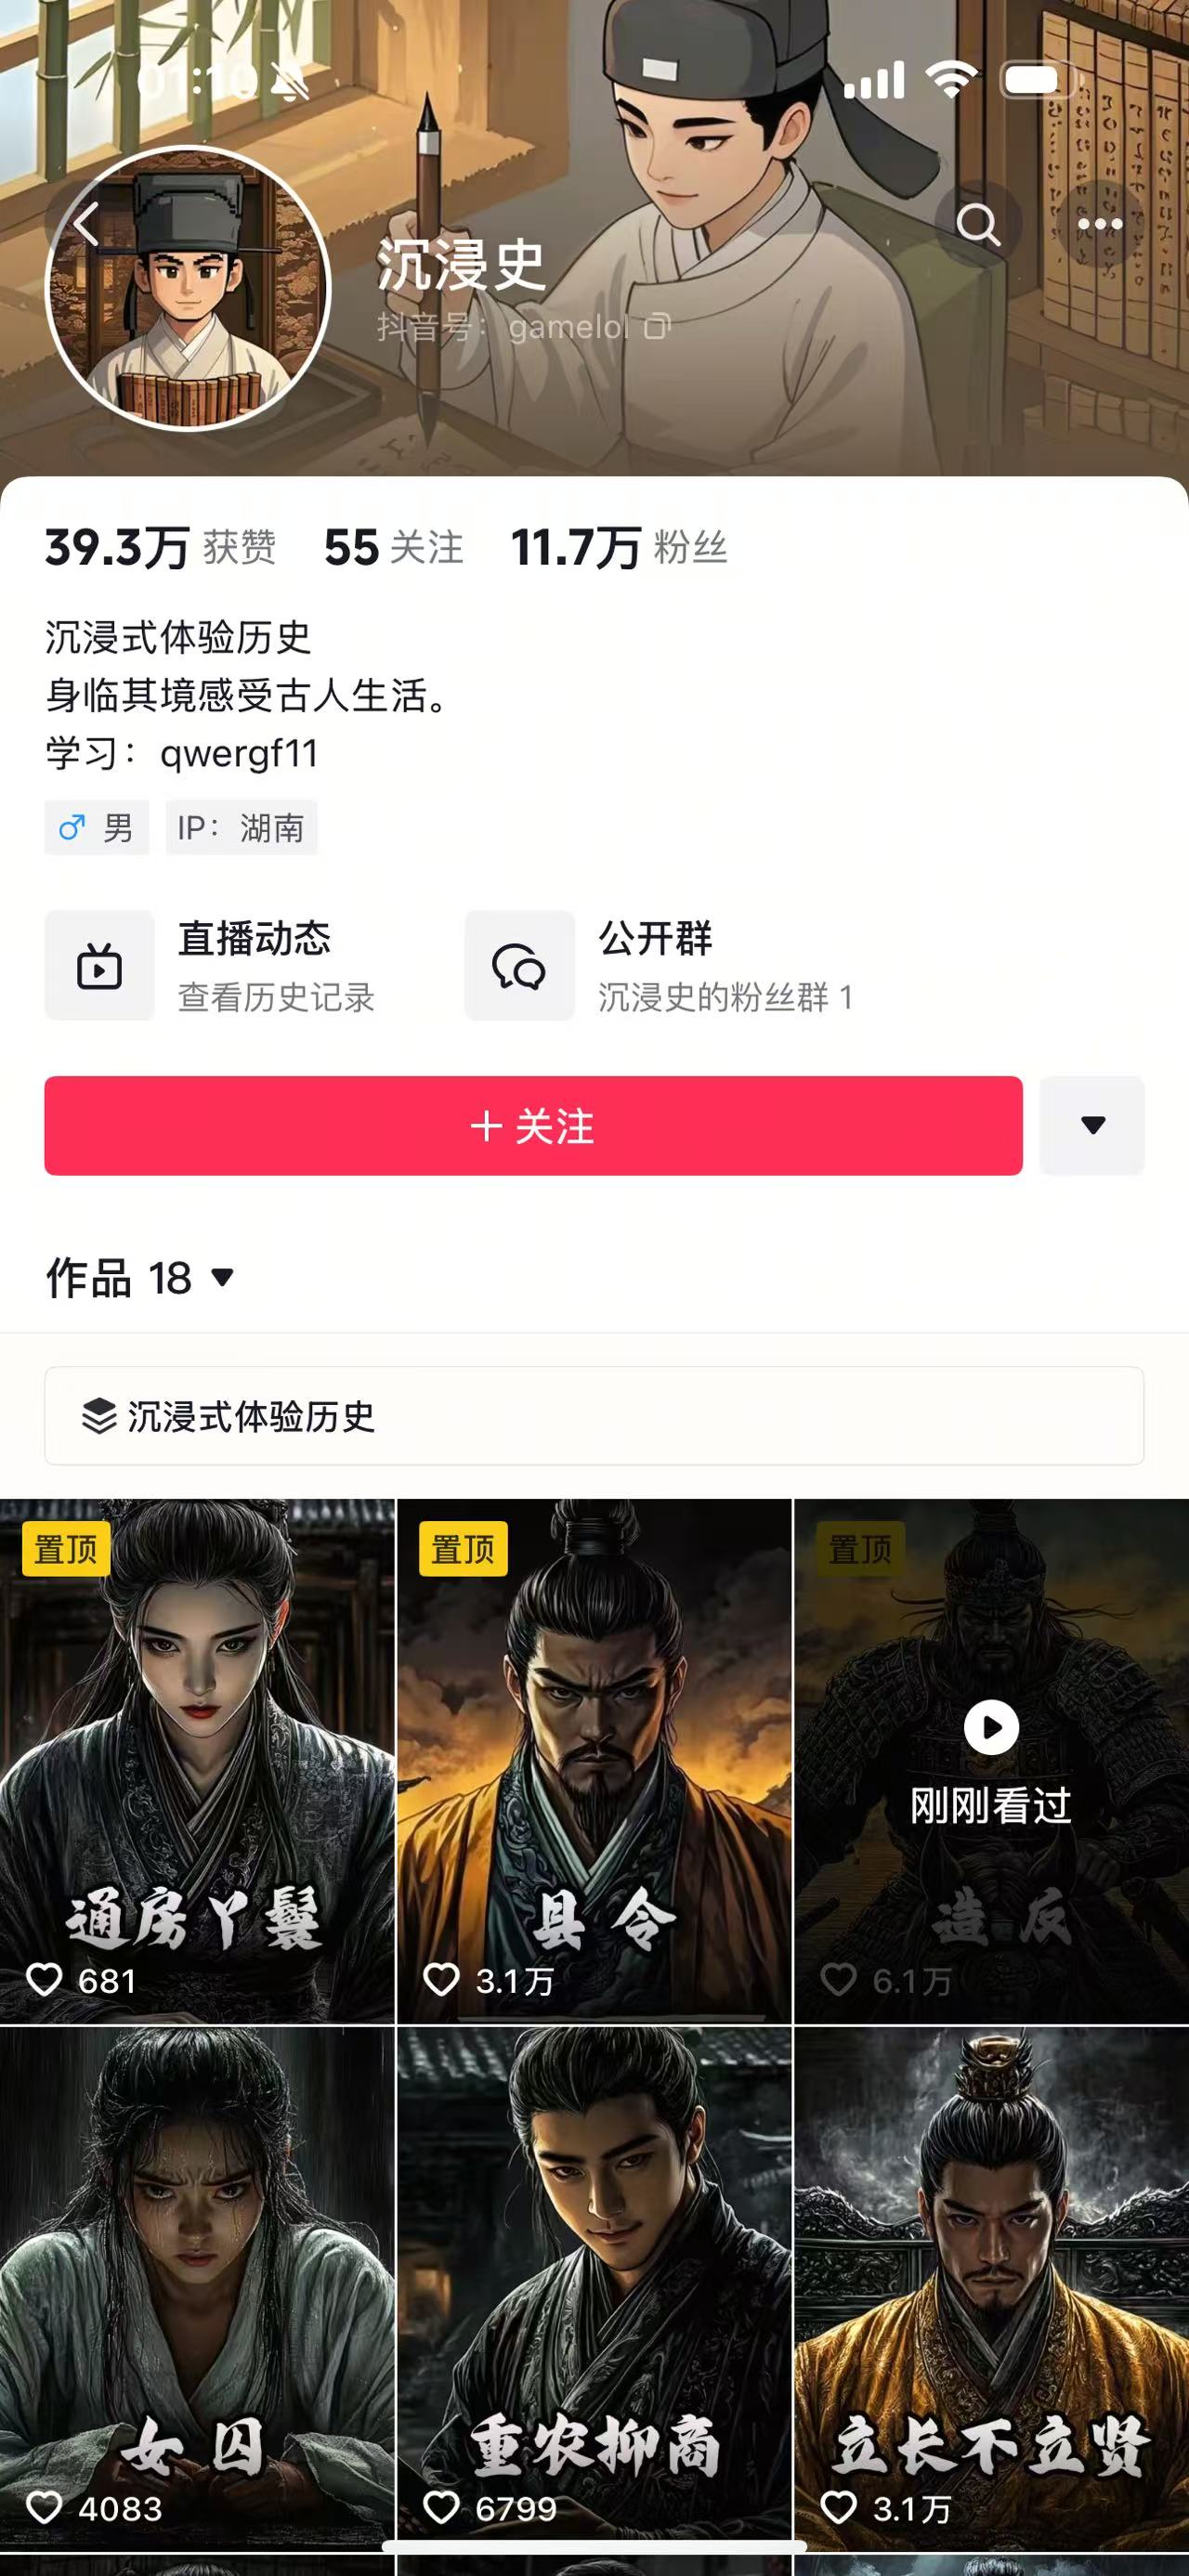 01:10
沉浸史
抖音号：gamelol
39.3万 获赞 55 关注 11.7万 粉丝
沉浸式体验历史
身临其境感受古人生活。
学习：qwergf11
男 IP：湖南
直播动态
查看历史记录
公开群
沉浸史的粉丝群 1
关注
作品 18
沉浸式体验历史
置顶
通房丫鬟
681
置顶
县令
3.1万
置顶
刚刚看过
造反
6.1万
女囚
4083
重农抑商
6799
立长不立贤
3.1万